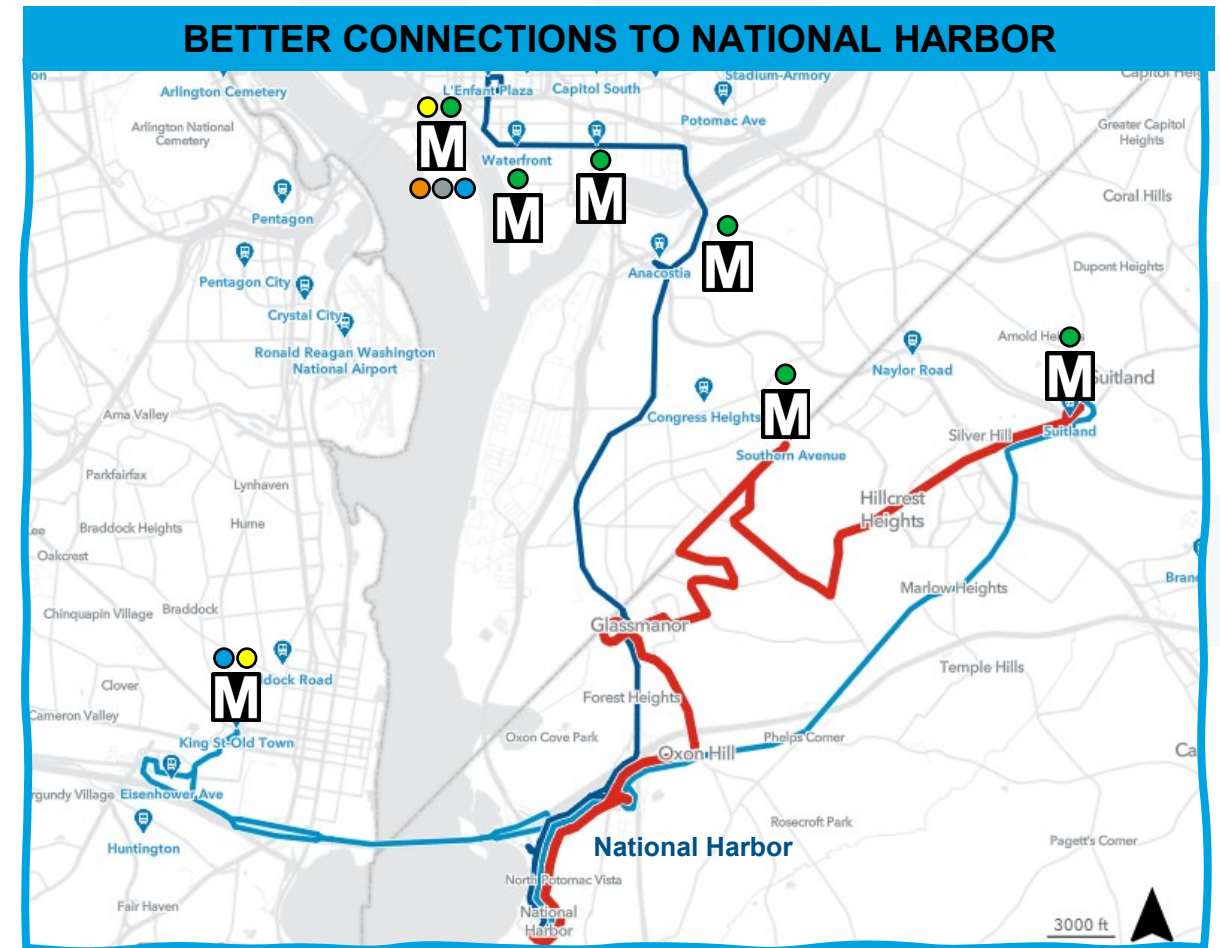 BETTER CONNECTIONS TO NATIONAL HARBOR
Stadium-Armory
Arlington Cemetery
L'Enfant Plaza
Capitol South
Potomac Ave
Arlington National
Cemetery
Greater Capitol
Heights
M
Waterfront
M
M
Coral Hills
Pentagon
M
Anacostia
Dupont Heights
Pentagon City
Crystal City
Ronald Reagan Washington
National Airport
Naylor Road
M
Suitland
Congress Heights
M
Arna Valley
Suitland
Silver Hill
Southern Avenue
Parkfairfax
Lynhaven
Hillcrest
Heights
Braddock Heights
Hume
Oakcrest
Marlow Heights
Chinquapin Village
Braddock
Glassmanor
Temple Hills
M
dock Road
Clover
Forest Heights
Cameron Valley
King St-Old Town
Oxon Cove Park
Phelps Corner
Oxon Hill
Ca
rgundy Village
Eisenhower Ave
Rosecroft Park
Huntington
National Harbor
Pagett's Corner
North Potomac Vista
Fair Haven
National
Harbor
3000 ft